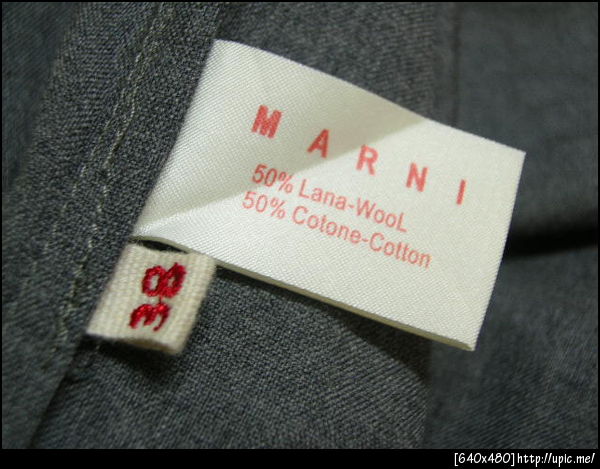 MARNI
50% Lana-WooL
50% Cotone-Cotton
38
[640x480]http://upic.me/